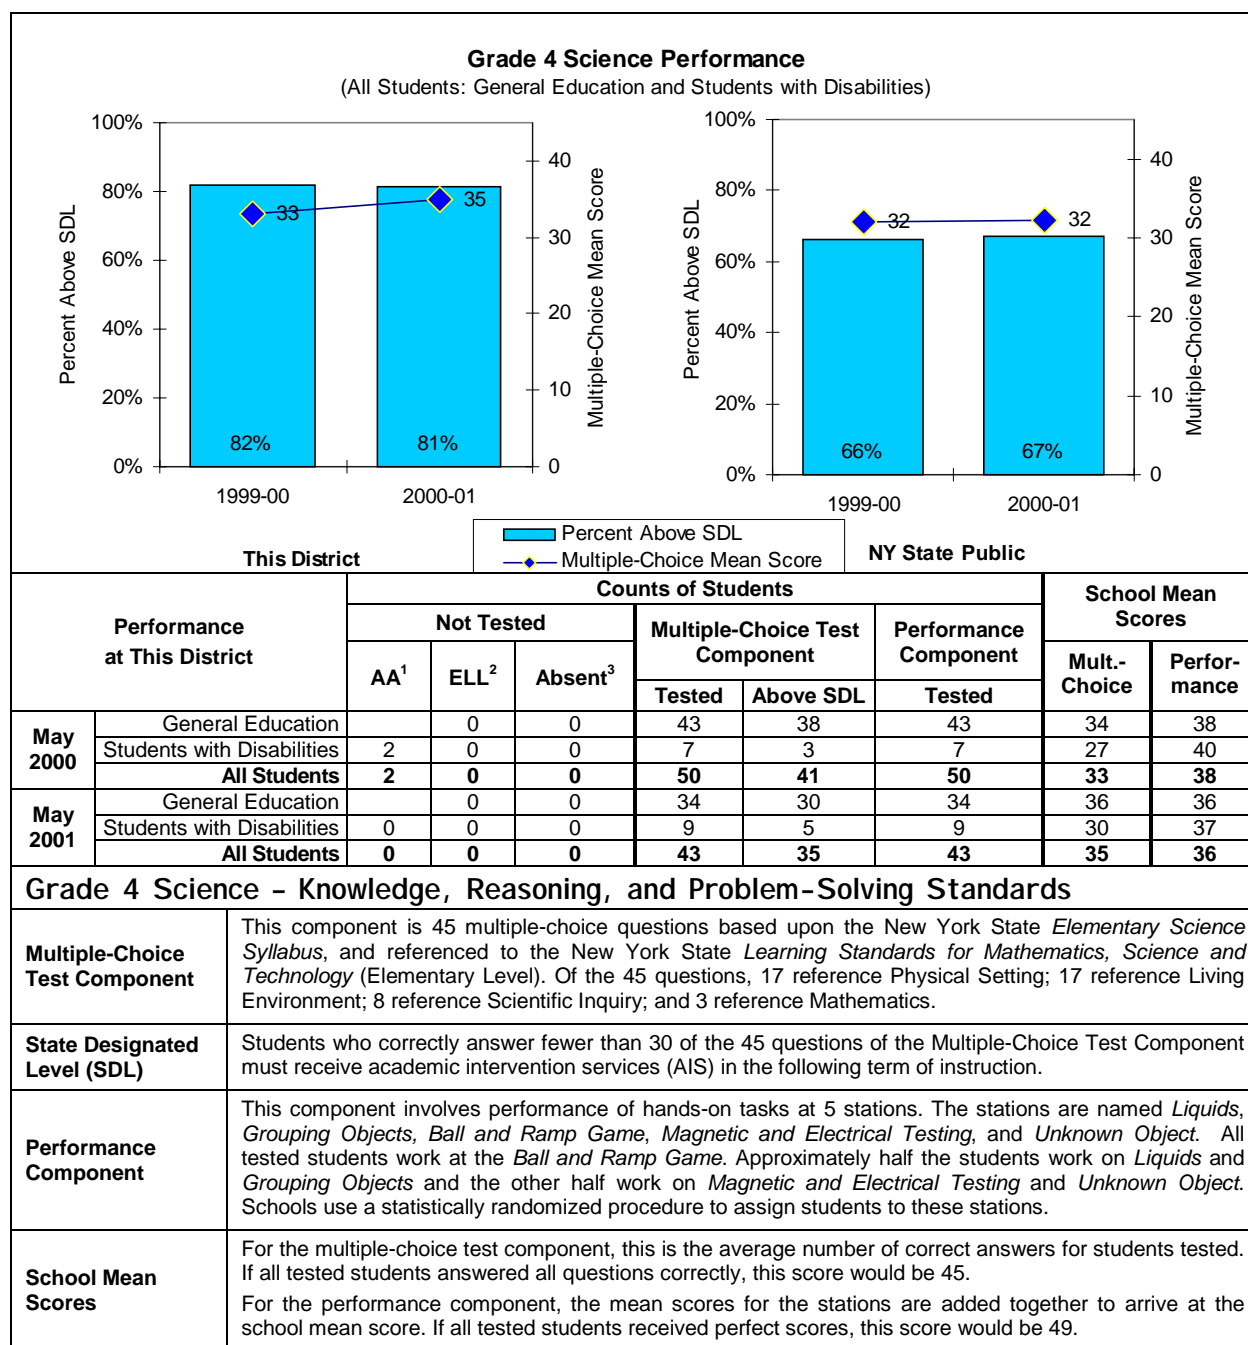 Grade 4 Science Performance
(All Students: General Education and Students with Disabilities)
100%
80%
60%
40%
20%
0%
Percent Above SDL
33
35
82%
81%
1999-00
2000-01
40
30
20
10
0
Multiple-Choice Mean Score
This District
100%
80%
60%
40%
20%
0%
Percent Above SDL
32
32
66%
67%
1999-00
2000-01
40
30
20
10
0
Multiple-Choice Mean Score
NY State Public
Percent Above SDL
Multiple-Choice Mean Score
Performance
at This District
Counts of Students
School Mean
Scores
Not Tested
Multiple-Choice Test
Component
Performance
Component
AA1 ELL2 Absent3
Tested Above SDL Tested
Mult.-
Choice
Perfor-
mance
May
2000
General Education 0 0 43 38 43 34 38
Students with Disabilities 2 0 0 7 3 7 27 40
All Students 2 0 0 50 41 50 33 38
May
2001
General Education 0 0 34 30 34 36 36
Students with Disabilities 0 0 0 9 5 9 30 37
All Students 0 0 0 43 35 43 35 36
Grade 4 Science – Knowledge, Reasoning, and Problem-Solving Standards
Multiple-Choice
Test Component
This component is 45 multiple-choice questions based upon the New York State Elementary Science
Syllabus, and referenced to the New York State Learning Standards for Mathematics, Science and
Technology (Elementary Level). Of the 45 questions, 17 reference Physical Setting; 17 reference Living
Environment; 8 reference Scientific Inquiry; and 3 reference Mathematics.
State Designated
Level (SDL)
Students who correctly answer fewer than 30 of the 45 questions of the Multiple-Choice Test Component
must receive academic intervention services (AIS) in the following term of instruction.
Performance
Component
This component involves performance of hands-on tasks at 5 stations. The stations are named Liquids,
Grouping Objects, Ball and Ramp Game, Magnetic and Electrical Testing, and Unknown Object. All
tested students work at the Ball and Ramp Game. Approximately half the students work on Liquids and
Grouping Objects and the other half work on Magnetic and Electrical Testing and Unknown Object.
Schools use a statistically randomized procedure to assign students to these stations.
School Mean
Scores
For the multiple-choice test component, this is the average number of correct answers for students tested.
If all tested students answered all questions correctly, this score would be 45.
For the performance component, the mean scores for the stations are added together to arrive at the
school mean score. If all tested students received perfect scores, this score would be 49.